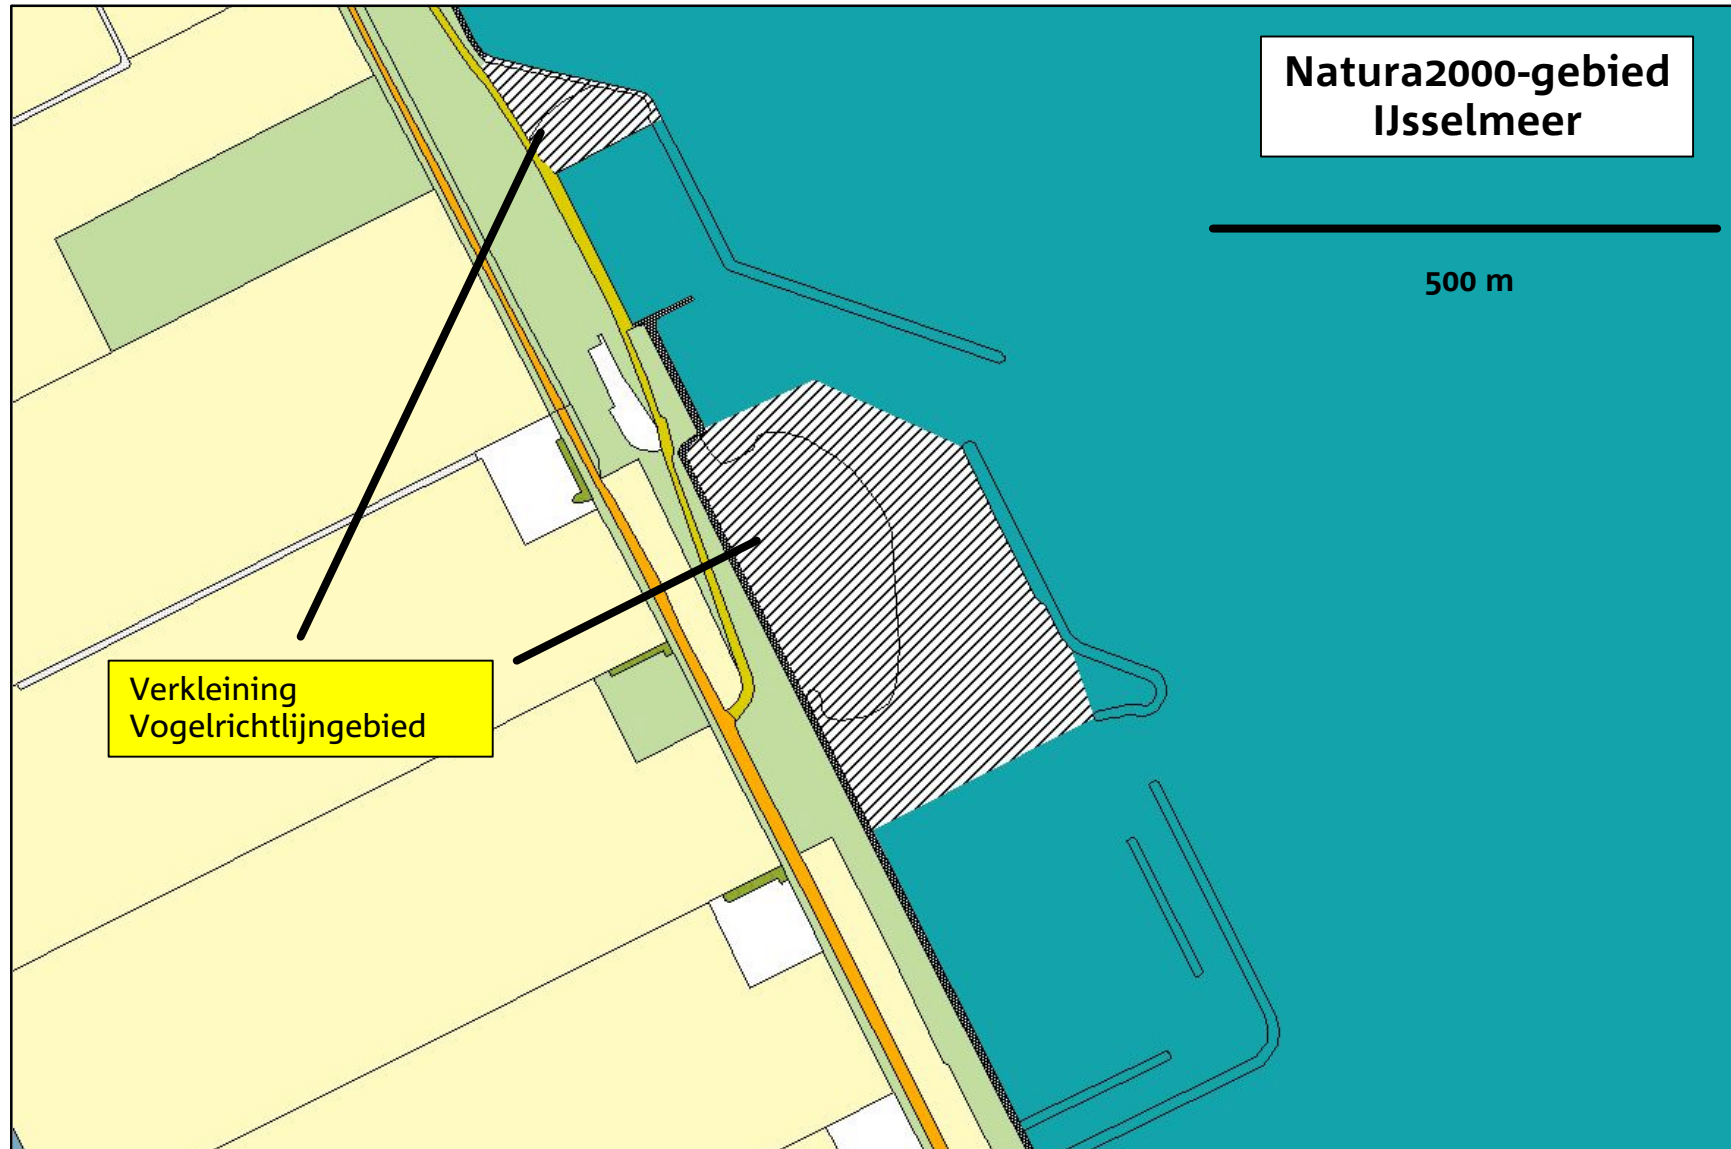 Natura2000-gebied
IJsselmeer
500 m
Verkleining
Vogelrichtlijngebied